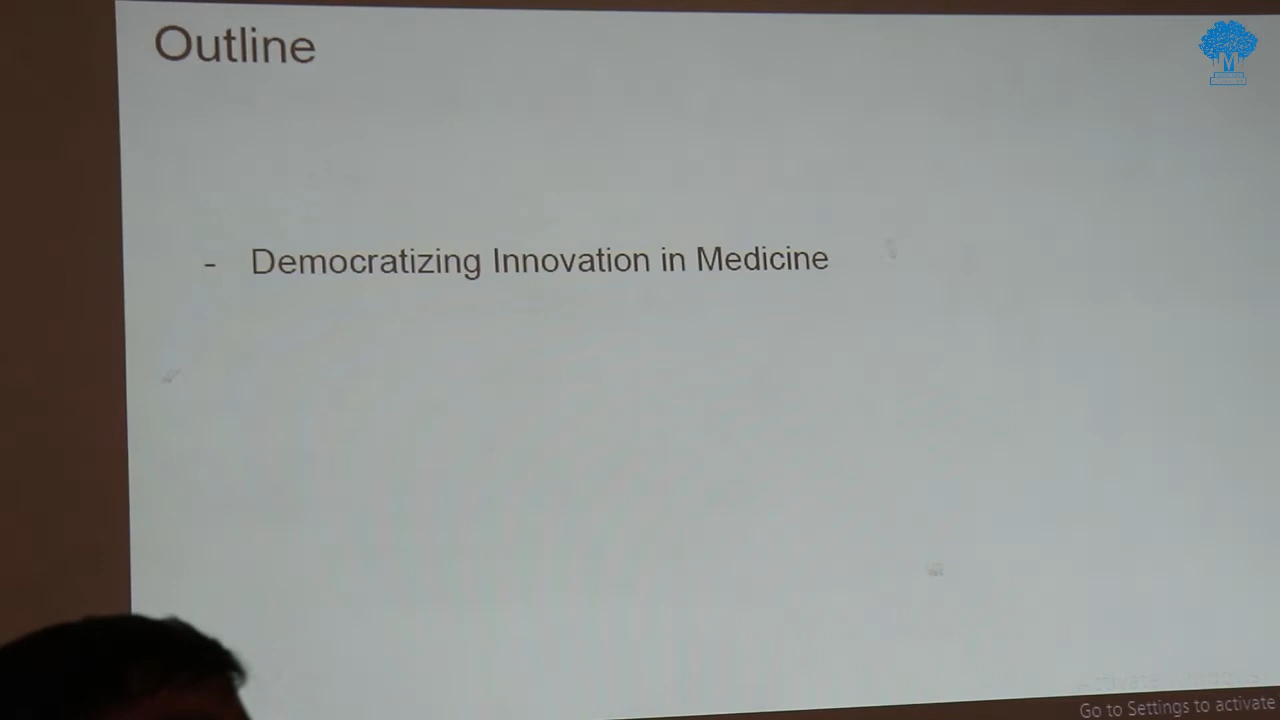 Outline
- Democratizing Innovation in Medicine
Go to Settings to activate